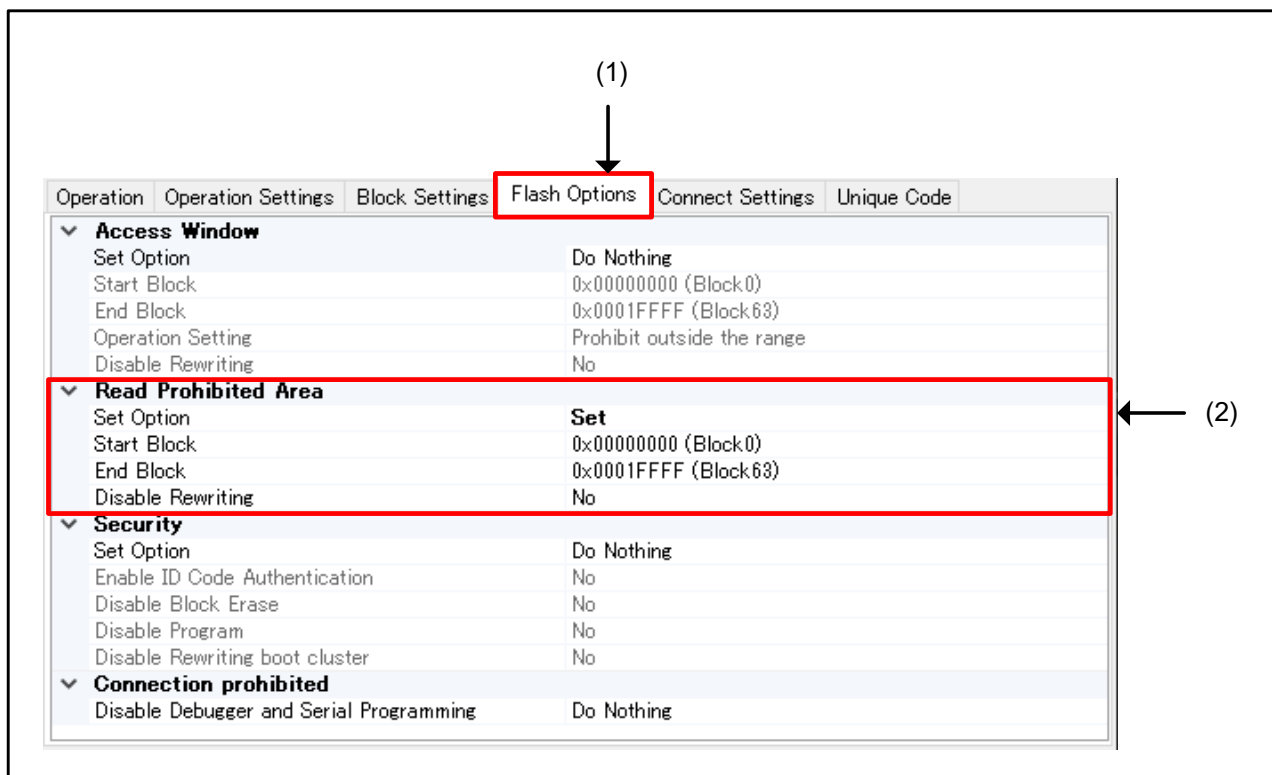 (1)
Operation Operation Settings Block Settings Flash Options Connect Settings Unique Code
Access Window
Set Option Do Nothing
Start Block 0x00000000 (Block0)
End Block 0x0001FFFF (Block63)
Operation Setting Prohibit outside the range
Disable Rewriting No
Read Prohibited Area
Set Option Set
(2)
Start Block 0x00000000 (Block0)
End Block 0x0001FFFF (Block63)
Disable Rewriting No
Security
Set Option Do Nothing
Enable ID Code Authentication No
Disable Block Erase No
Disable Program No
Disable Rewriting boot cluster No
Connection prohibited
Disable Debugger and Serial Programming Do Nothing